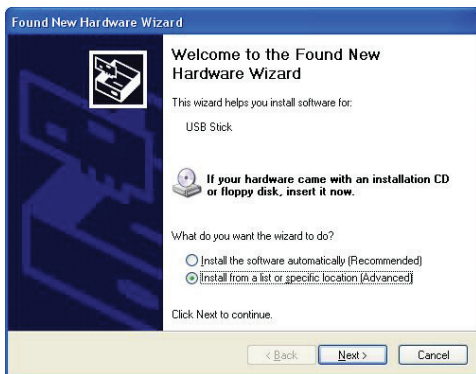 Found New Hardware Wizard
Welcome to the Found New
Hardware Wizard
This wizard helps you install software for:
USB Stick
If your hardware came with an installation CD
or floppy disk, insert it now.
What do you want the wizard to do?
Install the software automatically (Recommended)
Install from a list or specific location (Advanced)
Click Next to continue.
< Back Next > Cancel